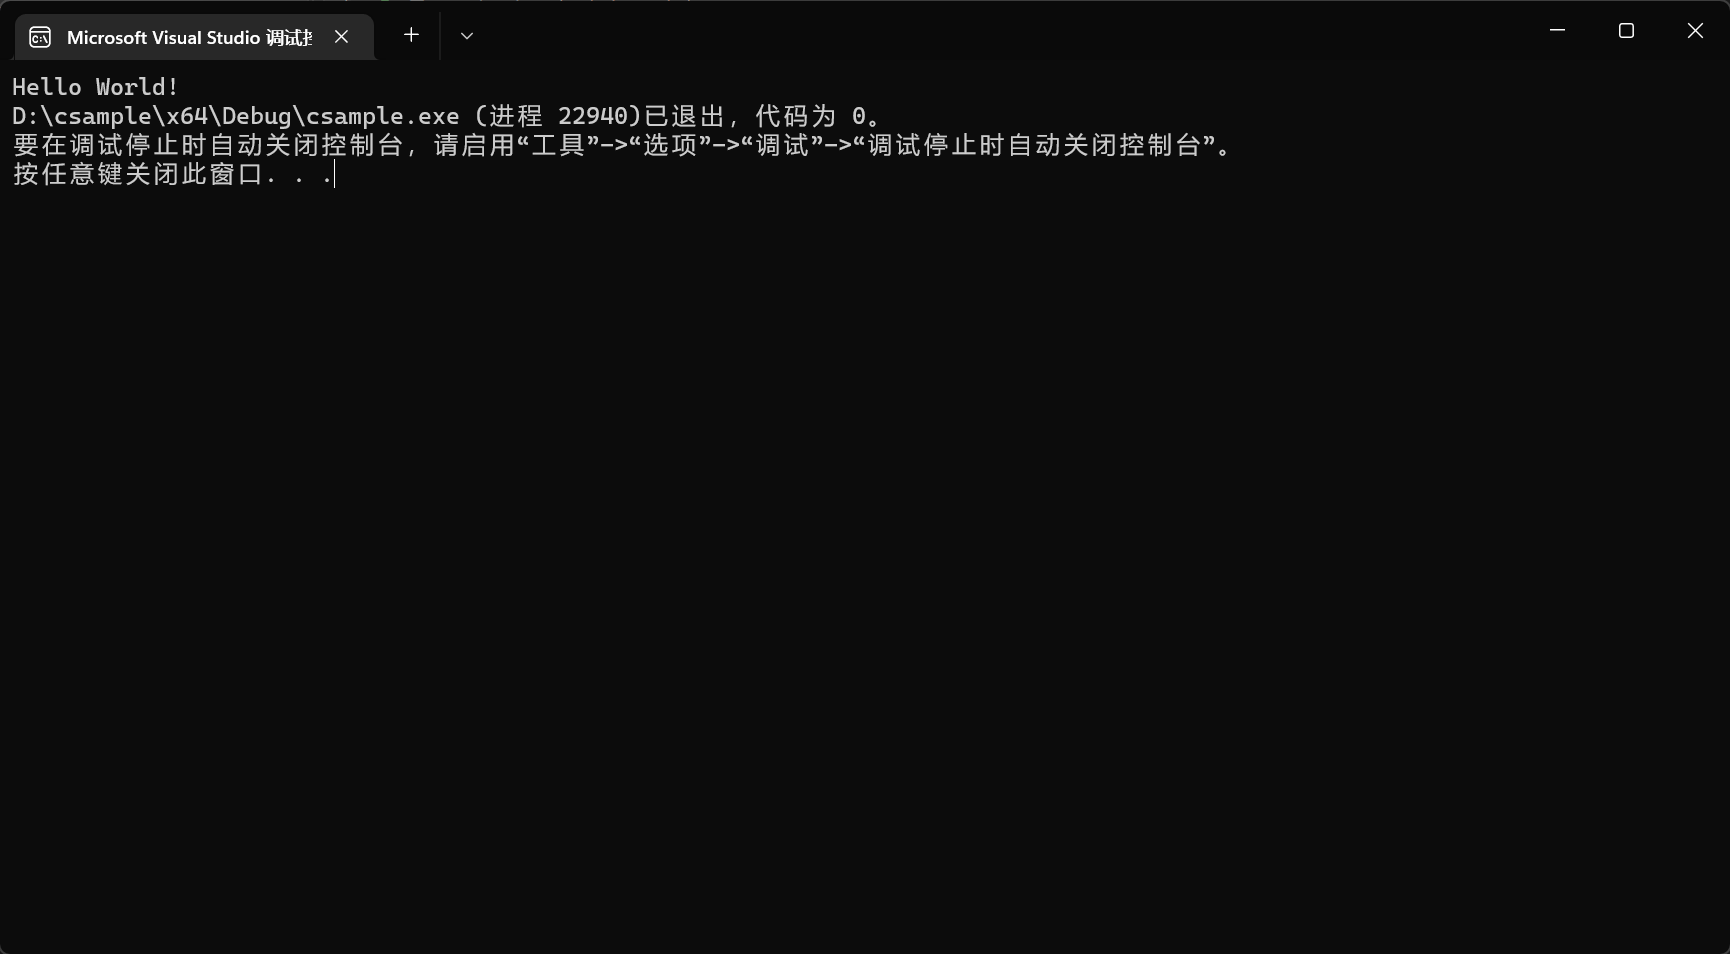 Microsoft Visual Studio 调试
Hello World!
D:\csample\x64\Debug\csample.exe (进程 22940)已退出，代码为 0。
要在调试停止时自动关闭控制台，请启用“工具”->“选项”->“调试”->“调试停止时自动关闭控制台”。
按任意键关闭此窗口. . .